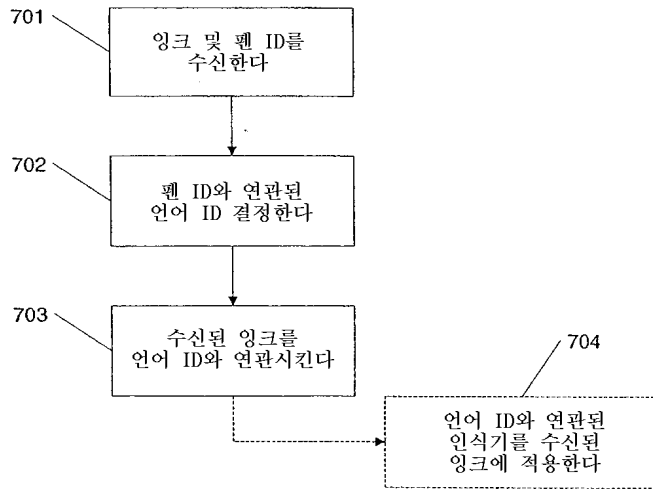 701
잉크 및 펜 ID를
수신한다
702
펜 ID와 연관된
언어 ID 결정한다
703
수신된 잉크를
언어 ID와 연관시킨다
704
언어 ID와 연관된
인식기를 수신된
잉크에 적용한다